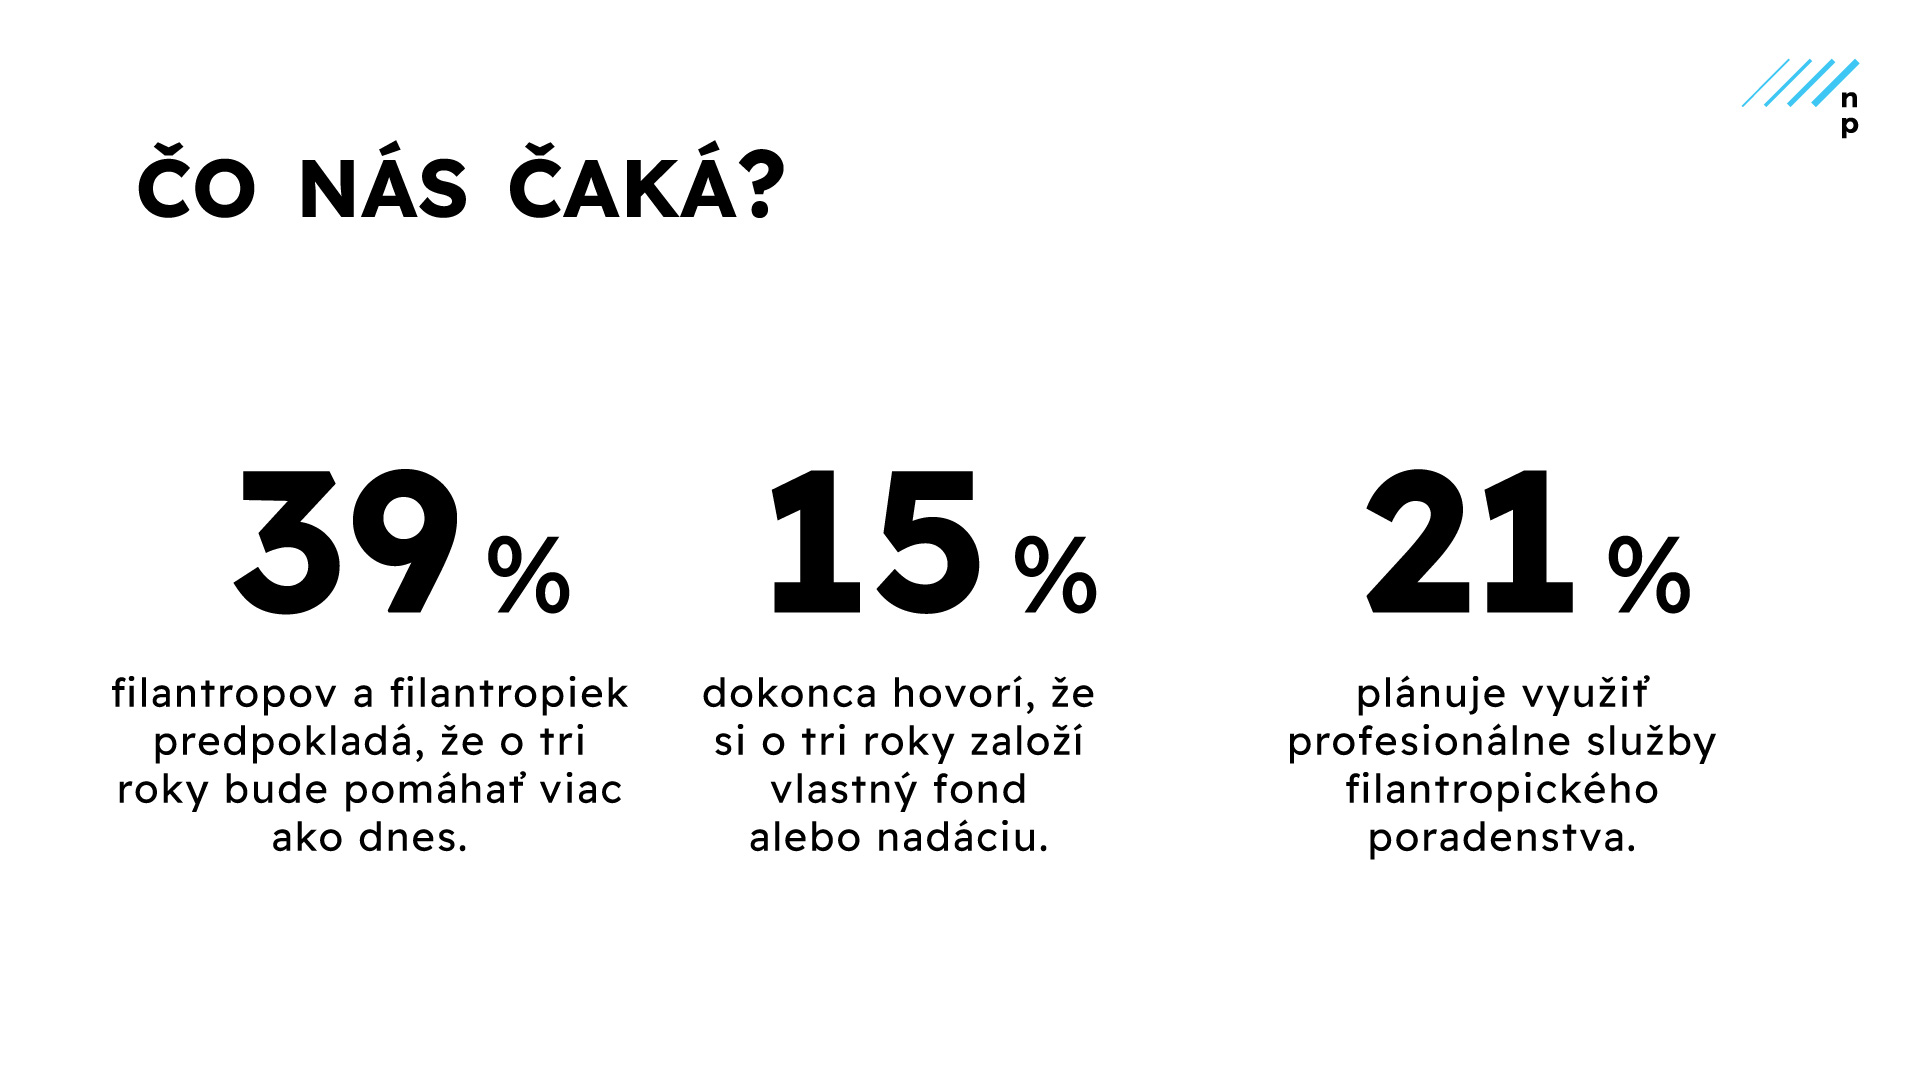 n
p
ČO NÁS ČAKÁ?
39 %
filantropov a filantropiek
predpokladá, že o tri
roky bude pomáhať viac
ako dnes.
15 %
dokonca hovorí, že
si o tri roky založí
vlastný fond
alebo nadáciu.
21 %
plánuje využiť
profesionálne služby
filantropického
poradenstva.